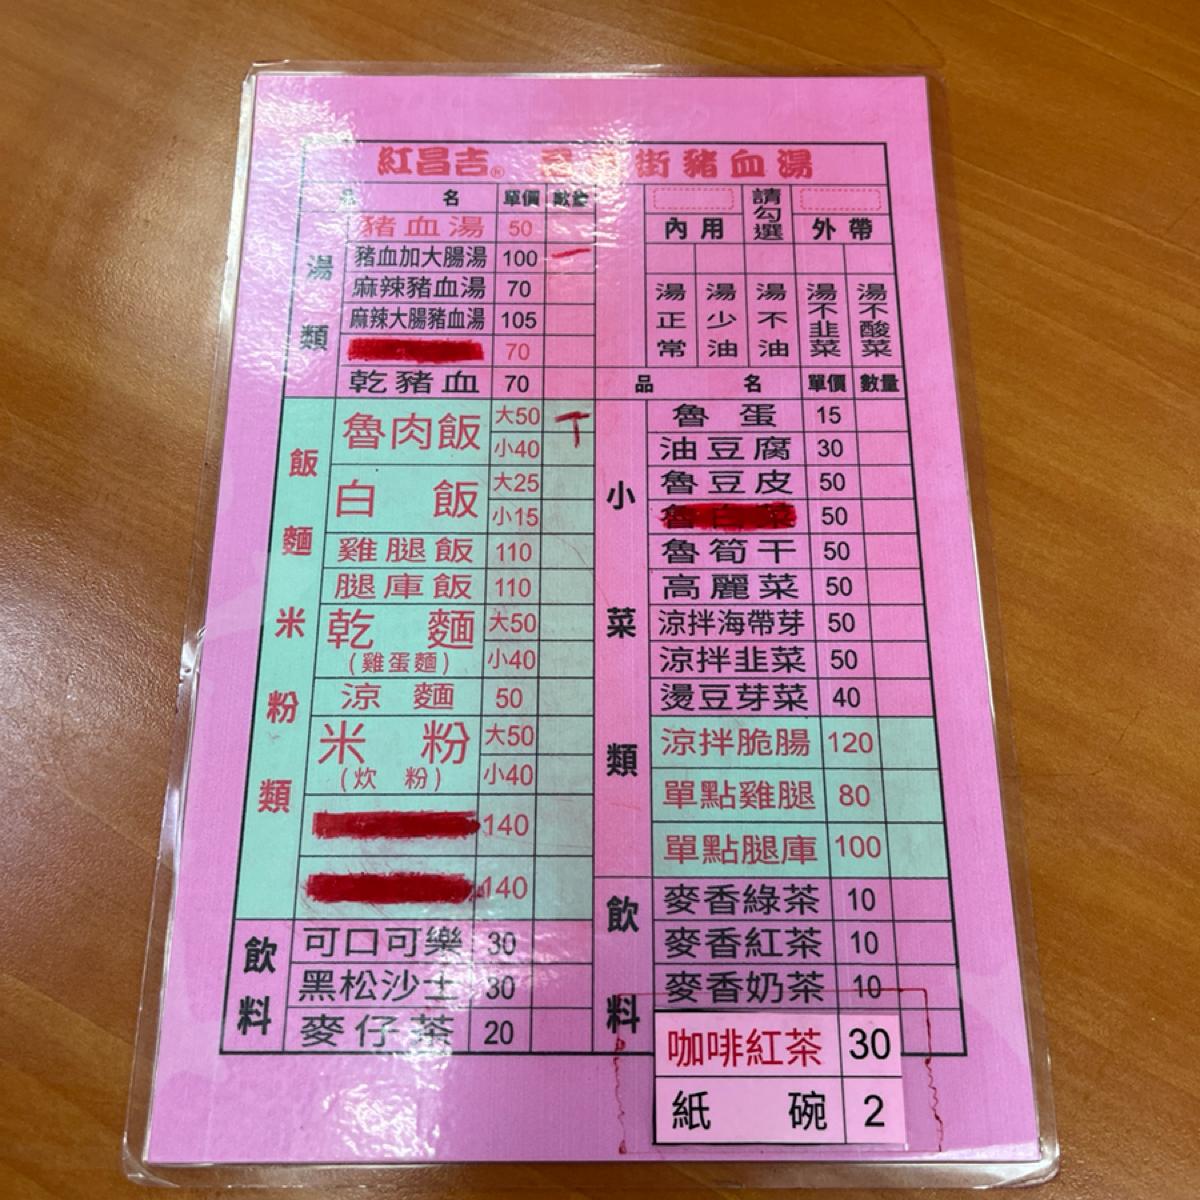 紅昌吉® 街豬血湯
品 名 單價 數量
湯類
豬血湯 50
豬血加大腸湯 100 一
麻辣豬血湯 70
麻辣大腸豬血湯 105
70
乾豬血 70
飯麵米粉類
魯肉飯 大50
小40
白飯 大25
小15
雞腿飯 110
腿庫飯 110
乾麵 大50
(雞蛋麵) 小40
涼麵 50
米粉 大50
(炊粉) 小40
140
140
飲料
可口可樂 30
黑松沙士 30
麥仔茶 20
內用 請勾選 外帶
湯正常 湯少油 湯不油 湯不韭菜 湯不酸菜
品 名 單價 數量
小菜類
魯蛋 15
油豆腐 30
魯豆皮 50
魯白菜 50
魯筍干 50
高麗菜 50
涼拌海帶芽 50
涼拌韭菜 50
燙豆芽菜 40
涼拌脆腸 120
單點雞腿 80
單點腿庫 100
飲料
麥香綠茶 10
麥香紅茶 10
麥香奶茶 10
咖啡紅茶 30
紙碗 2